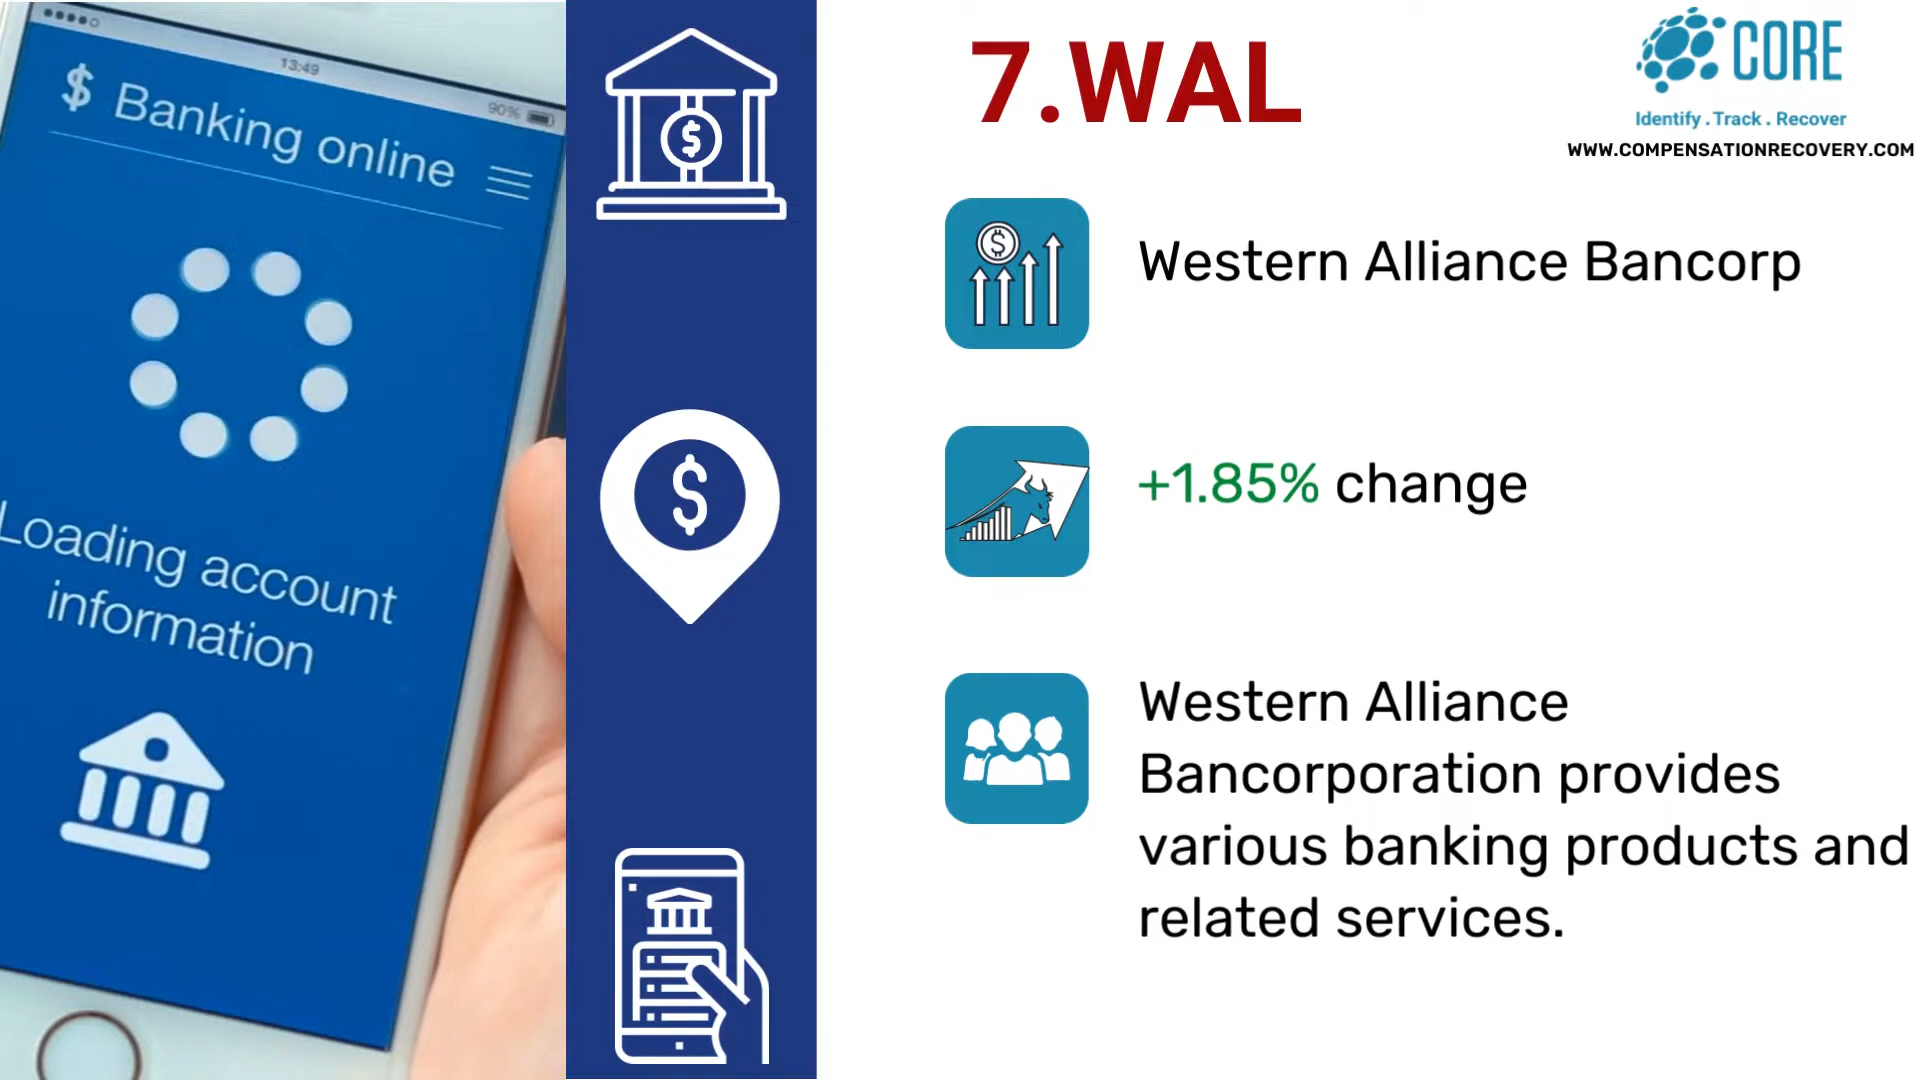 13:49
90%
$ Banking online
Loading account
information
7.WAL
CORE
Identify . Track . Recover
WWW.COMPENSATIONRECOVERY.COM
Western Alliance Bancorp
+1.85% change
Western Alliance
Bancorporation provides
various banking products and
related services.